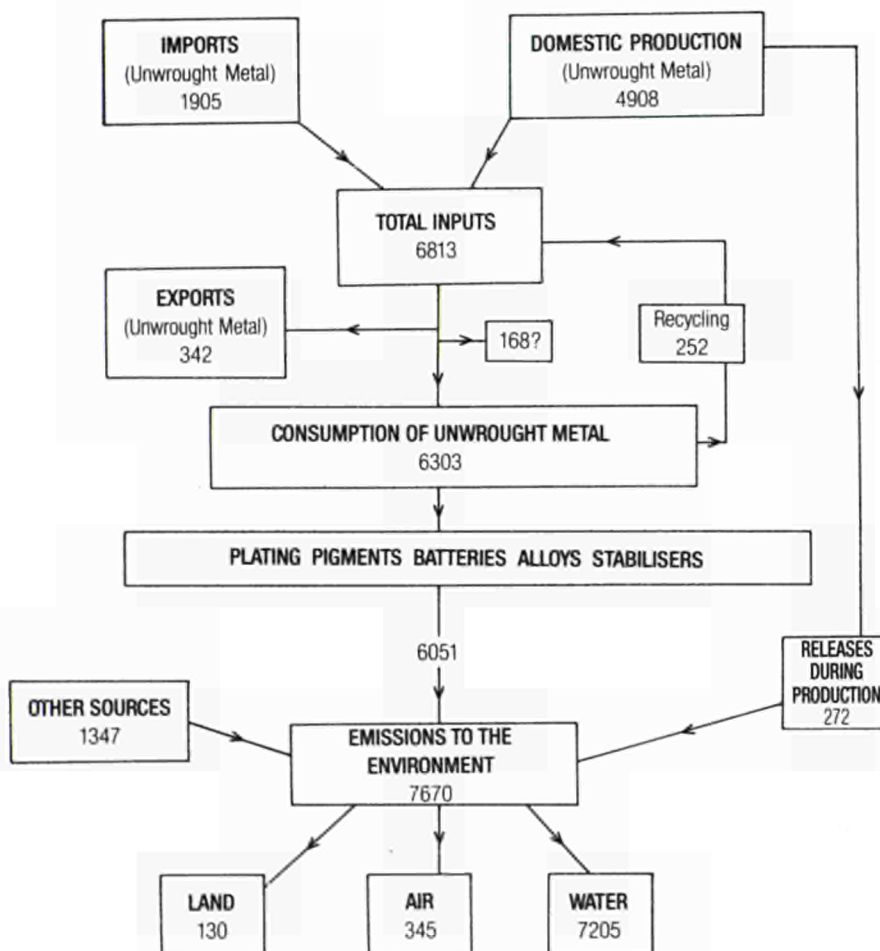 IMPORTS
(Unwrought Metal)
1905
DOMESTIC PRODUCTION
(Unwrought Metal)
4908
TOTAL INPUTS
6813
EXPORTS
(Unwrought Metal)
342
168?
Recycling
252
CONSUMPTION OF UNWROUGHT METAL
6303
PLATING PIGMENTS BATTERIES ALLOYS STABILISERS
6051
RELEASES
DURING
PRODUCTION
272
OTHER SOURCES
1347
EMISSIONS TO THE
ENVIRONMENT
7670
LAND
130
AIR
345
WATER
7205